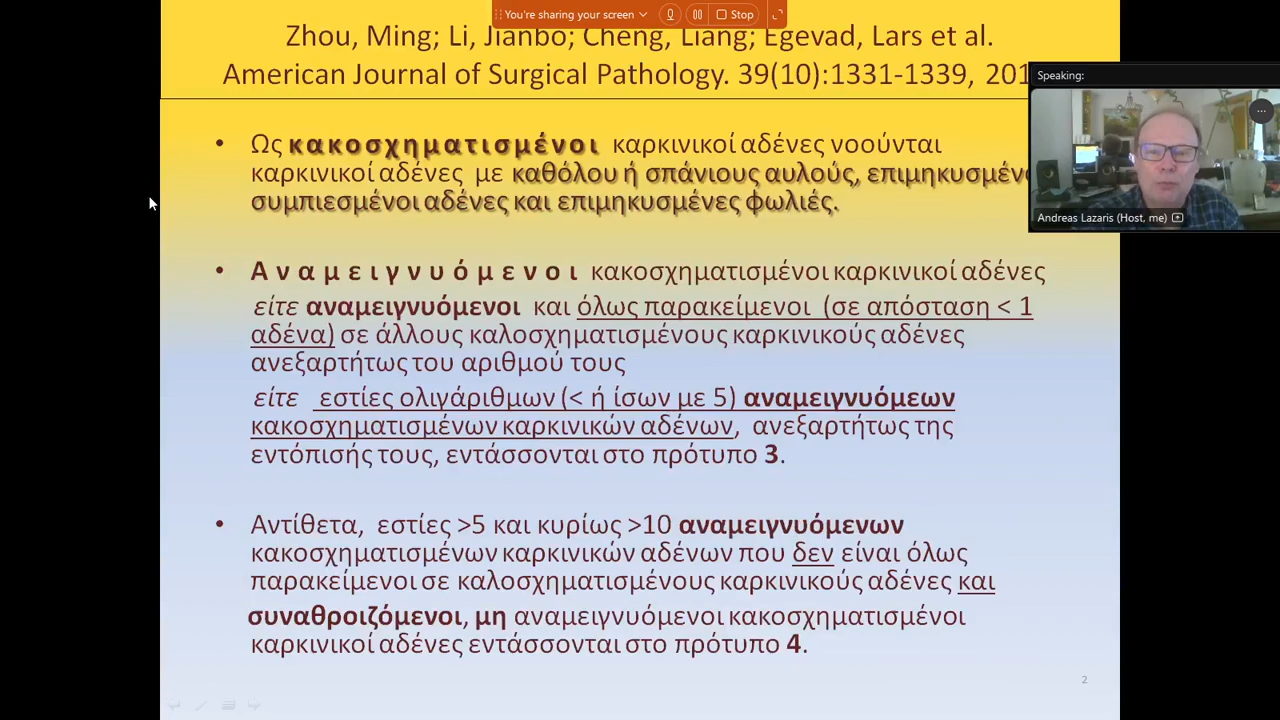 You're sharing your screen
Stop
Zhou, Ming; Li, Jianbo; Cheng, Liang; Egevad, Lars et al.
American Journal of Surgical Pathology. 39(10):1331-1339, 201
Speaking:
Andreas Lazaris (Host, me)
• Ως κακοσχηματισμένοι καρκινικοί αδένες νοούνται
καρκινικοί αδένες με καθόλου ή σπάνιους αυλούς, επιμηκυσμένο
συμπιεσμένοι αδένες και επιμηκυσμένες φωλιές.
• Αναμειγνυόμενοι κακοσχηματισμένοι καρκινικοί αδένες
είτε αναμειγνυόμενοι και όλως παρακείμενοι (σε απόσταση < 1
αδένα) σε άλλους καλοσχηματισμένους καρκινικούς αδένες
ανεξαρτήτως του αριθμού τους
είτε εστίες ολιγάριθμων (< ή ίσων με 5) αναμειγνυόμεων
κακοσχηματισμένων καρκινικών αδένων, ανεξαρτήτως της
εντόπισής τους, εντάσσονται στο πρότυπο 3.
• Αντίθετα, εστίες >5 και κυρίως >10 αναμειγνυόμενων
κακοσχηματισμένων καρκινικών αδένων που δεν είναι όλως
παρακείμενοι σε καλοσχηματισμένους καρκινικούς αδένες και
συναθροιζόμενοι, μη αναμειγνυόμενοι κακοσχηματισμένοι
καρκινικοί αδένες εντάσσονται στο πρότυπο 4.
2